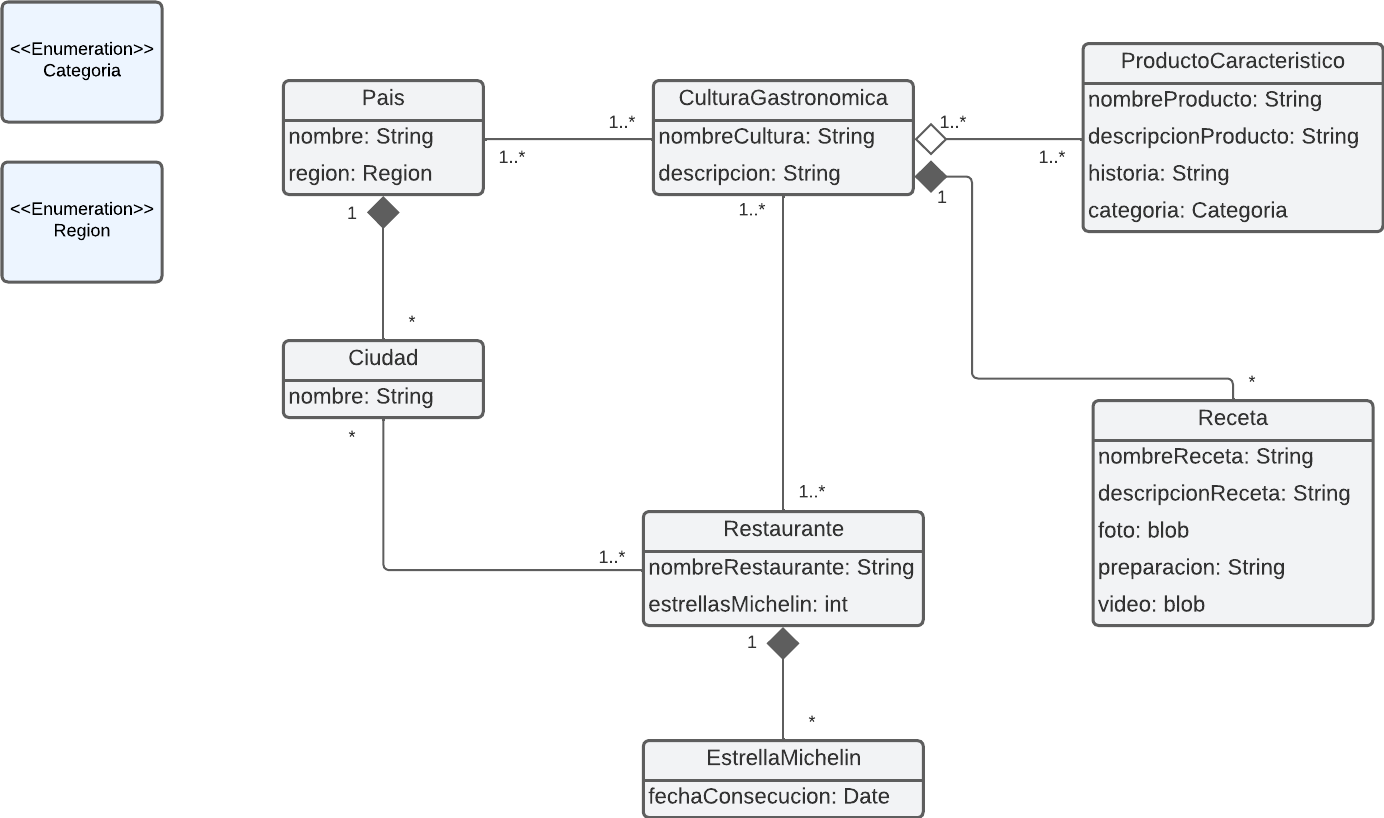 <<Enumeration>>
Categoria
<<Enumeration>>
Region
Pais
nombre: String
region: Region
1..*
1..*
CulturaGastronomica
nombreCultura: String
descripcion: String
1..*
1..*
ProductoCaracteristico
nombreProducto: String
descripcionProducto: String
historia: String
categoria: Categoria
1
*
1..*
1
Ciudad
nombre: String
*
1..*
1..*
*
Receta
nombreReceta: String
descripcionReceta: String
foto: blob
preparacion: String
video: blob
Restaurante
nombreRestaurante: String
estrellasMichelin: int
1
*
EstrellaMichelin
fechaConsecucion: Date